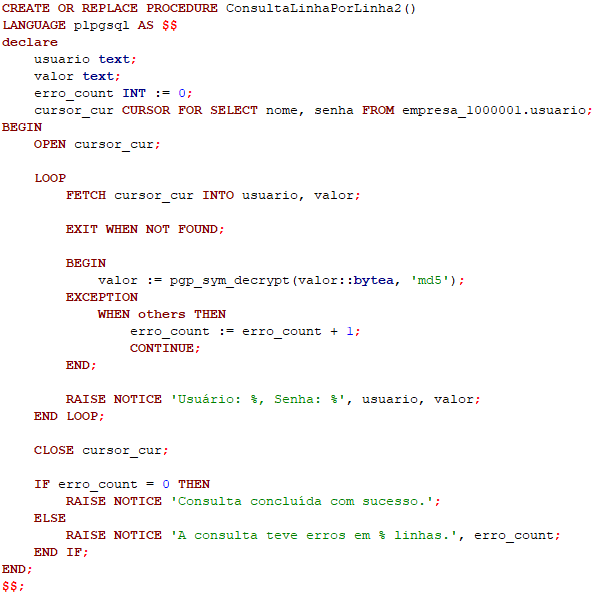 CREATE OR REPLACE PROCEDURE ConsultaLinhaPorLinha2()
LANGUAGE plpgsql AS $$
declare
    usuario text;
    valor text;
    erro_count INT := 0;
    cursor_cur CURSOR FOR SELECT nome, senha FROM empresa_1000001.usuario;
BEGIN
    OPEN cursor_cur;

    LOOP
        FETCH cursor_cur INTO usuario, valor;

        EXIT WHEN NOT FOUND;

        BEGIN
            valor := pgp_sym_decrypt(valor::bytea, 'md5');
        EXCEPTION
            WHEN others THEN
                erro_count := erro_count + 1;
                CONTINUE;
        END;

        RAISE NOTICE 'Usuário: %, Senha: %', usuario, valor;
    END LOOP;

    CLOSE cursor_cur;

    IF erro_count = 0 THEN
        RAISE NOTICE 'Consulta concluída com sucesso.';
    ELSE
        RAISE NOTICE 'A consulta teve erros em % linhas.', erro_count;
    END IF;
END;
$$;